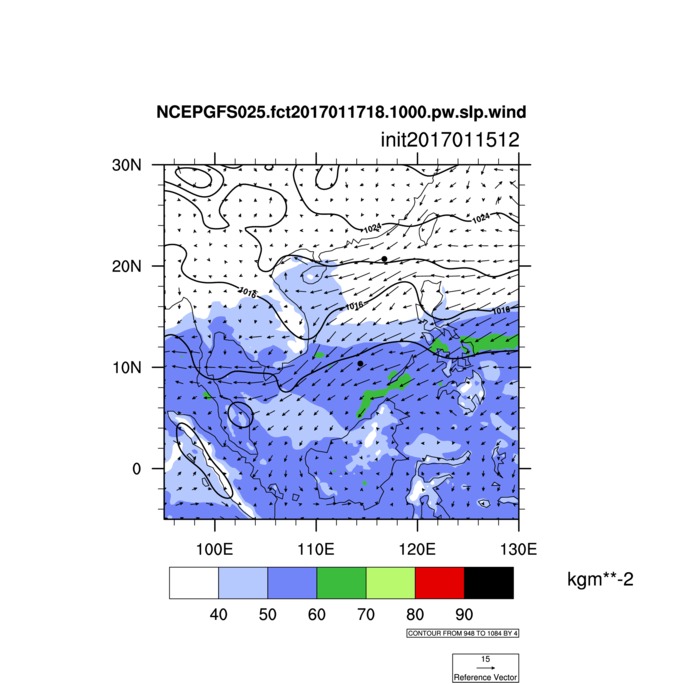 NCEPGFS025.fct2017011718.1000.pw.slp.wind
init2017011512
30N
1024
1024
20N
1016
1016
1016
10N
0
100E 110E 120E 130E
kgm**-2
40 50 60 70 80 90
CONTOUR FROM 948 TO 1084 BY 4
15
Reference Vector